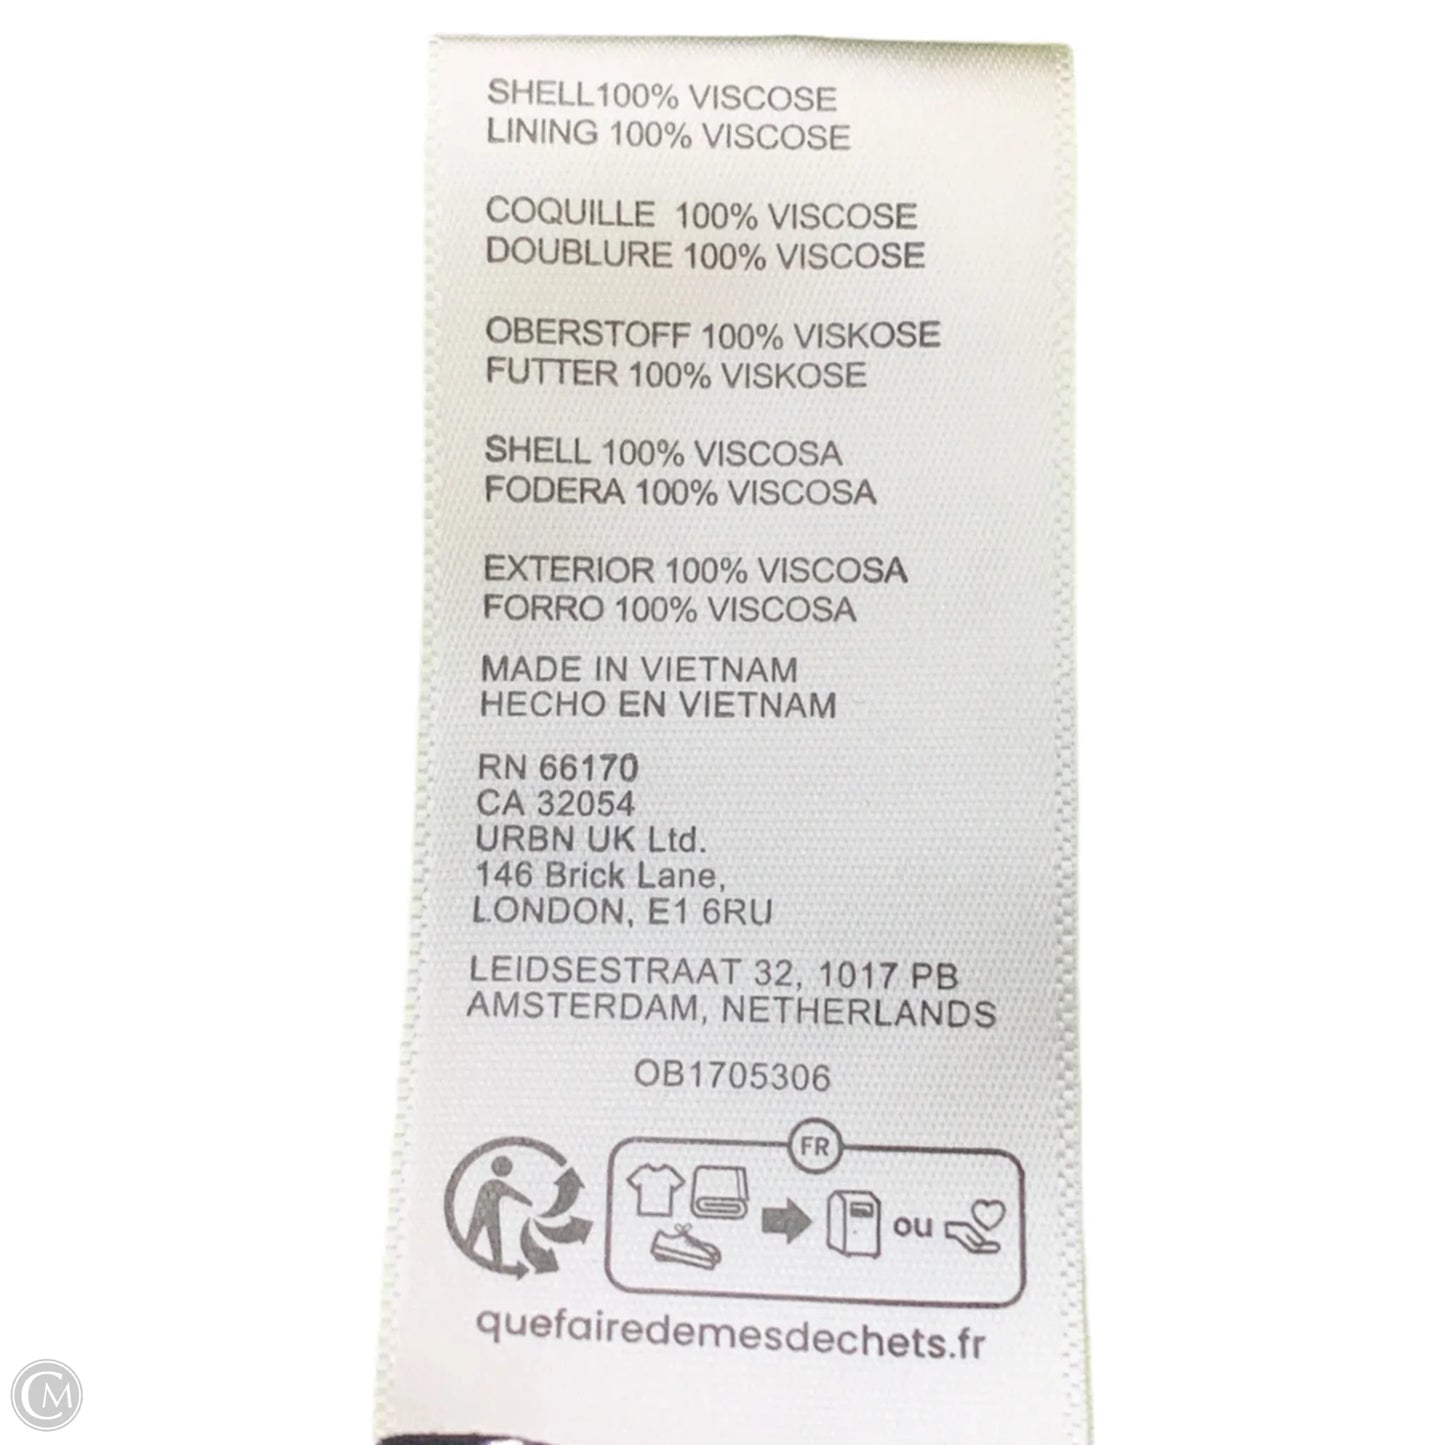 SHELL100% VISCOSE
LINING 100% VISCOSE
COQUILLE 100% VISCOSE
DOUBLURE 100% VISCOSE
OBERSTOFF 100% VISKOSE
FUTTER 100% VISKOSE
SHELL 100% VISCOSA
FODERA 100% VISCOSA
EXTERIOR 100% VISCOSA
FORRO 100% VISCOSA
MADE IN VIETNAM
HECHO EN VIETNAM
RN 66170
CA 32054
URBN UK Ltd.
146 Brick Lane,
LONDON, E1 6RU
LEIDSESTRAAT 32, 1017 PB
AMSTERDAM, NETHERLANDS
OB1705306
FR
ou
quefairedemesdechets.fr
CM